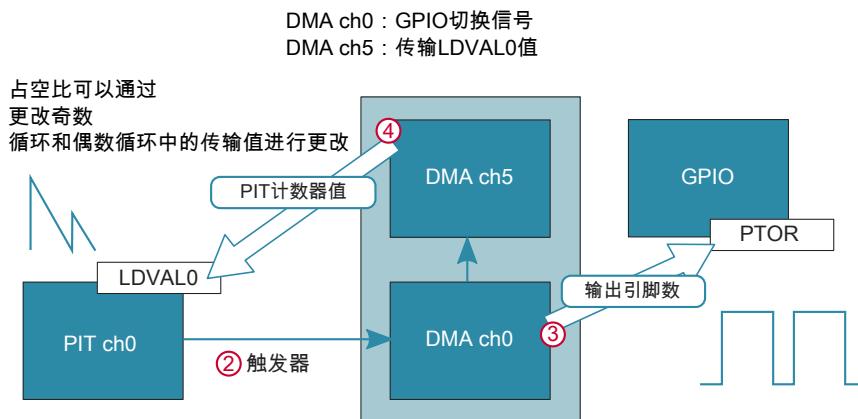 DMA ch0：GPIO切换信号
DMA ch5：传输LDVAL0值
占空比可以通过
更改奇数
循环和偶数循环中的传输值进行更改
④
DMA ch5
GPIO
PIT计数器值
PTOR
LDVAL0
输出引脚数
PIT ch0
DMA ch0
③
②触发器